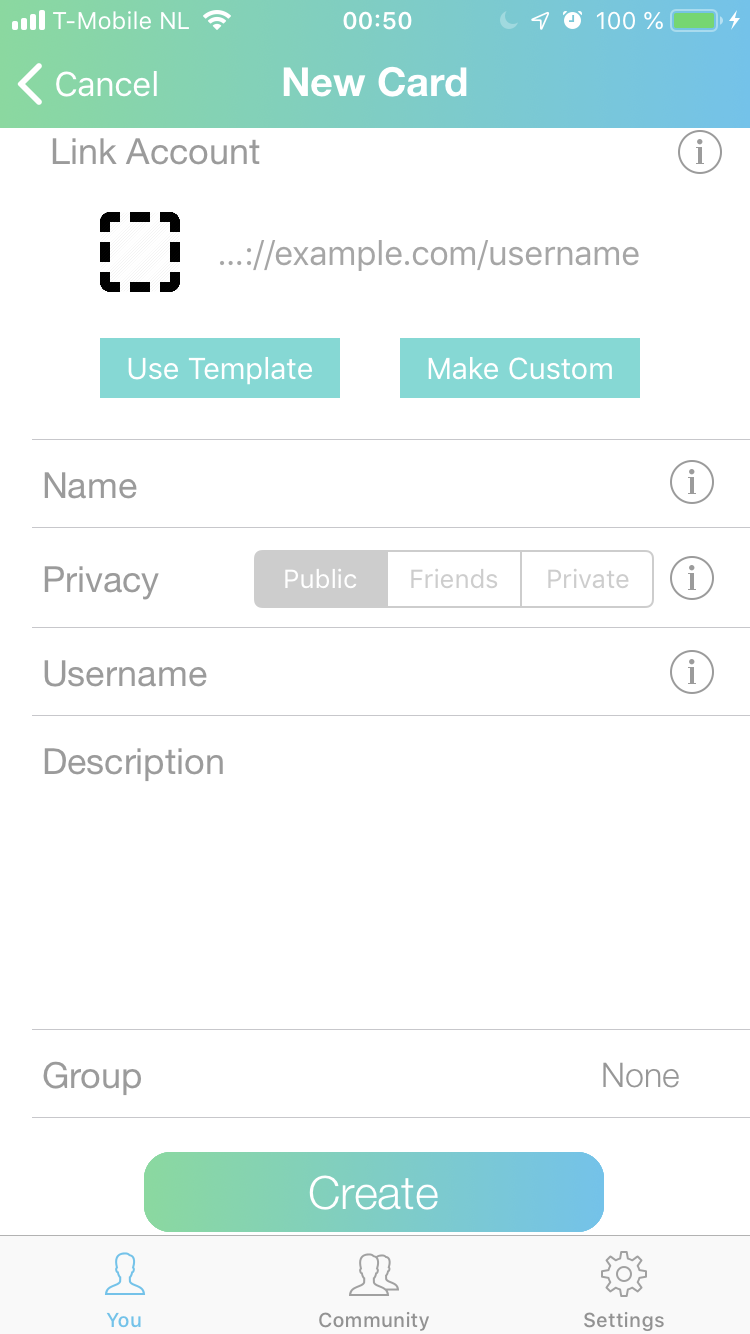 T-Mobile NL 00:50 100 %
Cancel New Card
Link Account
...://example.com/username
Use Template Make Custom
Name
Privacy Public Friends Private
Username
Description
Group None
Create
You Community Settings